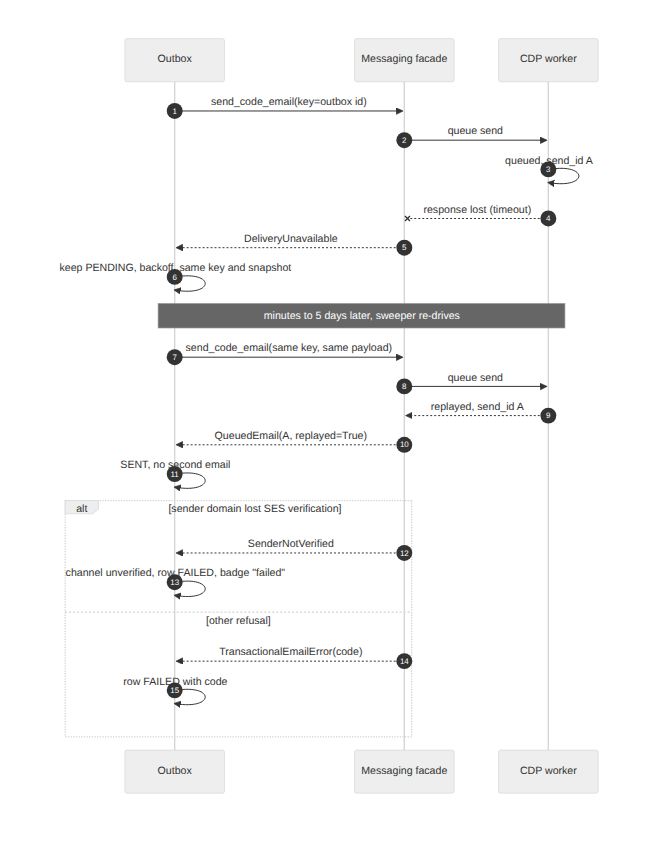 Outbox
Messaging facade
CDP worker
1
send_code_email(key=outbox id)
2
queue send
queued, send_id A
3
response lost (timeout)
4
DeliveryUnavailable
5
keep PENDING, backoff, same key and snapshot
6
minutes to 5 days later, sweeper re-drives
send_code_email(same key, same payload)
7
queue send
8
replayed, send_id A
9
QueuedEmail(A, replayed=True)
10
SENT, no second email
11
alt
[sender domain lost SES verification]
SenderNotVerified
12
channel unverified, row FAILED, badge "failed"
13
[other refusal]
TransactionalEmailError(code)
14
row FAILED with code
15
Outbox
Messaging facade
CDP worker